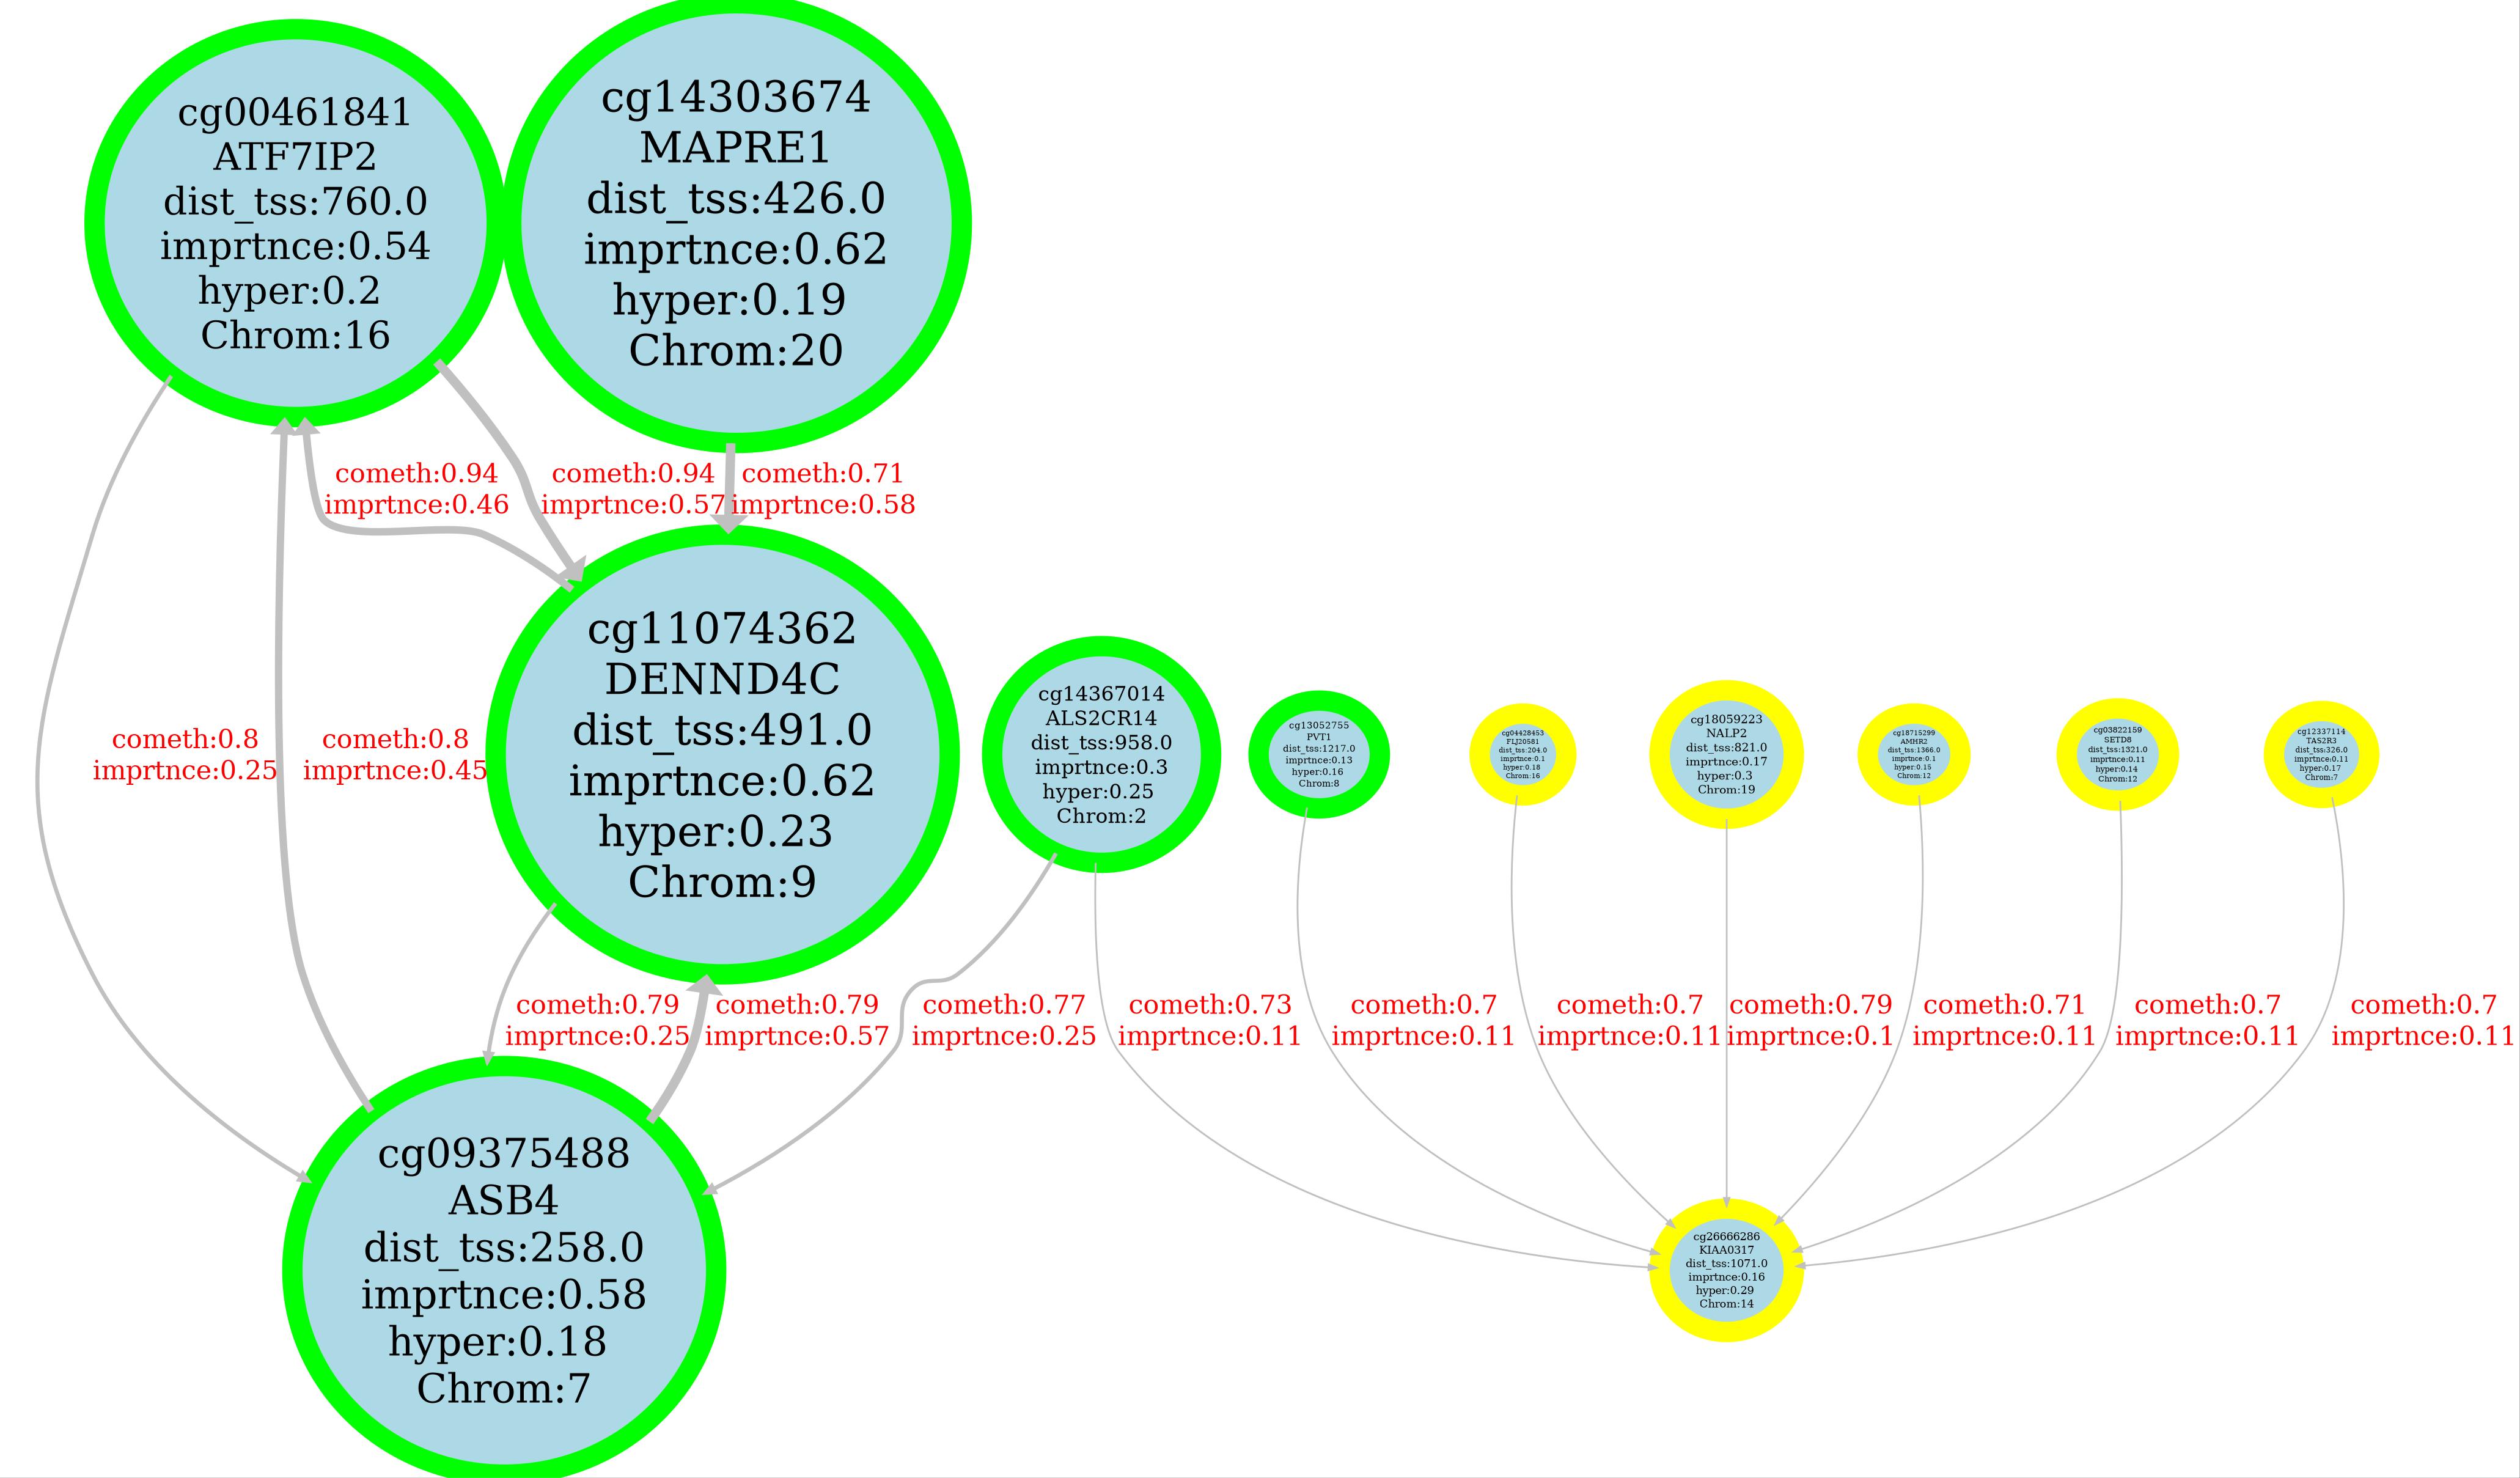 cg00461841
ATF7IP2
dist_tss:760.0
imprtnce:0.54
hyper:0.2
Chrom:16
cg14303674
MAPRE1
dist_tss:426.0
imprtnce:0.62
hyper:0.19
Chrom:20
cometh:0.94
imprtnce:0.46
cometh:0.94
imprtnce:0.57
cometh:0.71
imprtnce:0.58
cg11074362
DENND4C
dist_tss:491.0
imprtnce:0.62
hyper:0.23
Chrom:9
cg14367014
ALS2CR14
dist_tss:958.0
imprtnce:0.3
hyper:0.25
Chrom:2
cg13052755
PVT1
dist_tss:1217.0
imprtnce:0.13
hyper:0.16
Chrom:8
cg04428453
FLJ20581
dist_tss:204.0
imprtnce:0.1
hyper:0.18
Chrom:16
cg18059223
NALP2
dist_tss:821.0
imprtnce:0.17
hyper:0.3
Chrom:19
cg18715299
AMHR2
dist_tss:1366.0
imprtnce:0.1
hyper:0.15
Chrom:12
cg03822159
SETD8
dist_tss:1321.0
imprtnce:0.11
hyper:0.14
Chrom:12
cg12337114
TAS2R3
dist_tss:326.0
imprtnce:0.11
hyper:0.17
Chrom:7
cometh:0.8
imprtnce:0.25
cometh:0.8
imprtnce:0.45
cometh:0.79
imprtnce:0.25
cometh:0.79
imprtnce:0.57
cometh:0.77
imprtnce:0.25
cometh:0.73
imprtnce:0.11
cometh:0.7
imprtnce:0.11
cometh:0.7
imprtnce:0.11
cometh:0.79
imprtnce:0.1
cometh:0.71
imprtnce:0.11
cometh:0.7
imprtnce:0.11
cometh:0.7
imprtnce:0.11
cg09375488
ASB4
dist_tss:258.0
imprtnce:0.58
hyper:0.18
Chrom:7
cg26666286
KIAA0317
dist_tss:1071.0
imprtnce:0.16
hyper:0.29
Chrom:14